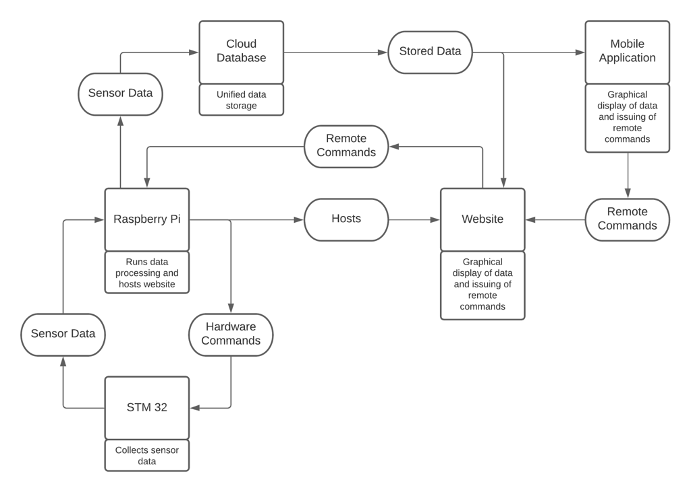 Cloud
Database
Unified data
storage
Stored Data
Mobile
Application
Graphical
display of data
and issuing of
remote
commands
Sensor Data
Remote
Commands
Raspberry Pi
Runs data
processing and
hosts website
Hosts
Website
Graphical
display of data
and issuing of
remote
commands
Remote
Commands
Sensor Data
Hardware
Commands
STM 32
Collects sensor
data